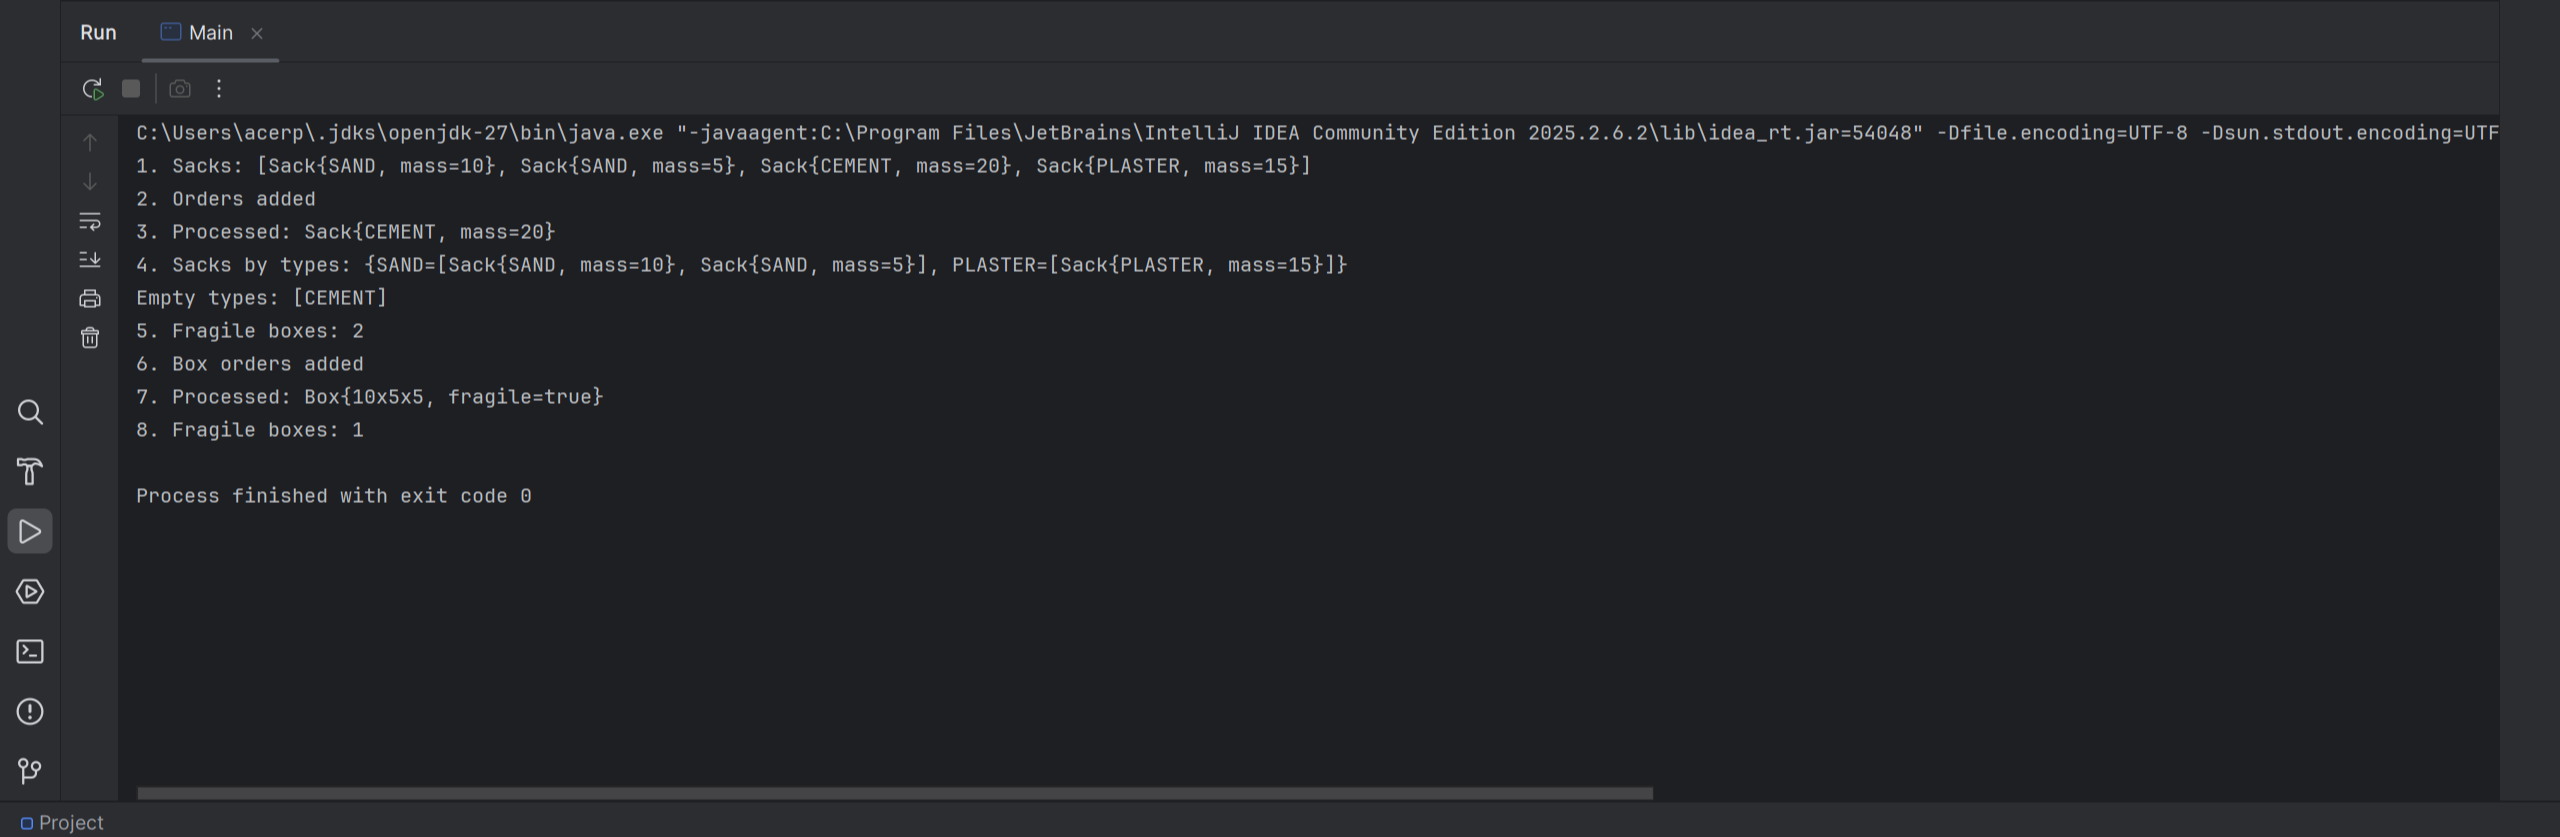 Run Main
C:\Users\acerp\.jdks\openjdk-27\bin\java.exe "-javaagent:C:\Program Files\JetBrains\IntelliJ IDEA Community Edition 2025.2.6.2\lib\idea_rt.jar=54048" -Dfile.encoding=UTF-8 -Dsun.stdout.encoding=UTF
1. Sacks: [Sack{SAND, mass=10}, Sack{SAND, mass=5}, Sack{CEMENT, mass=20}, Sack{PLASTER, mass=15}]
2. Orders added
3. Processed: Sack{CEMENT, mass=20}
4. Sacks by types: {SAND=[Sack{SAND, mass=10}, Sack{SAND, mass=5}], PLASTER=[Sack{PLASTER, mass=15}]}
Empty types: [CEMENT]
5. Fragile boxes: 2
6. Box orders added
7. Processed: Box{10x5x5, fragile=true}
8. Fragile boxes: 1
Process finished with exit code 0
Project